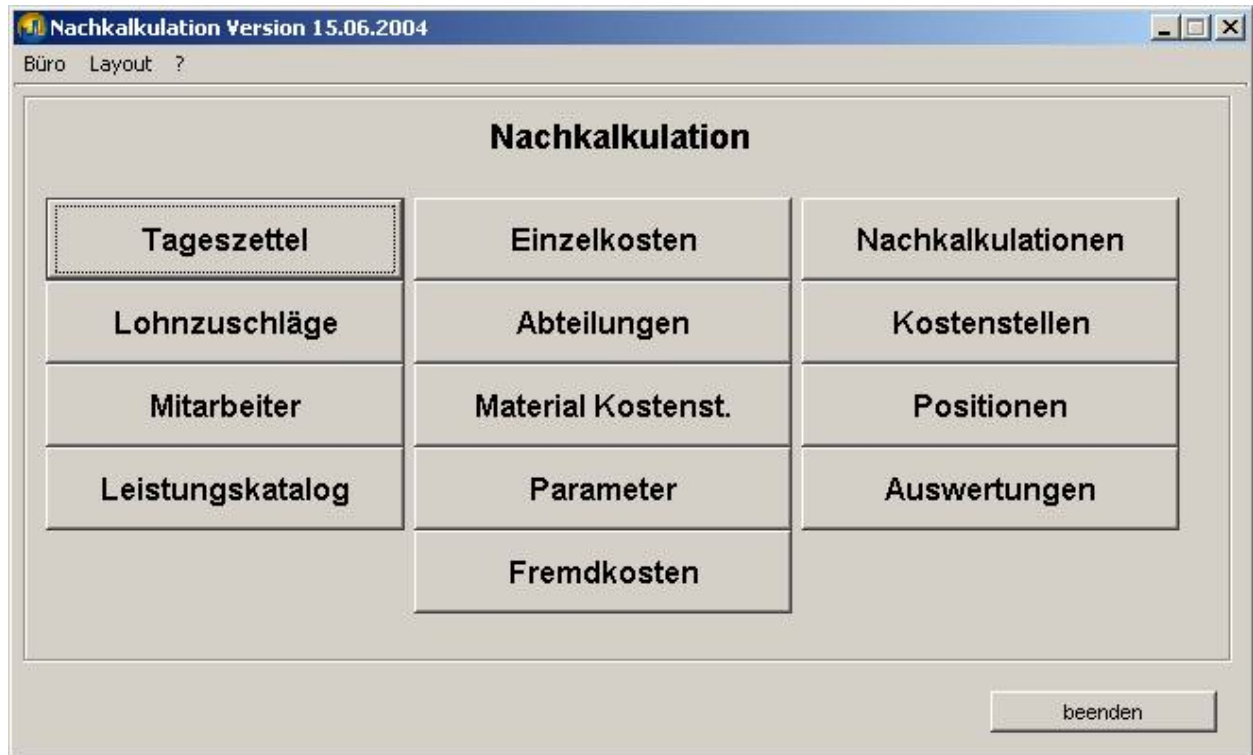 Nachkalkulation Version 15.06.2004
Büro Layout ?
Nachkalkulation
Tageszettel Einzelkosten Nachkalkulationen
Lohnzuschläge Abteilungen Kostenstellen
Mitarbeiter Material Kostenst. Positionen
Leistungskatalog Parameter Auswertungen
Fremdkosten
beenden